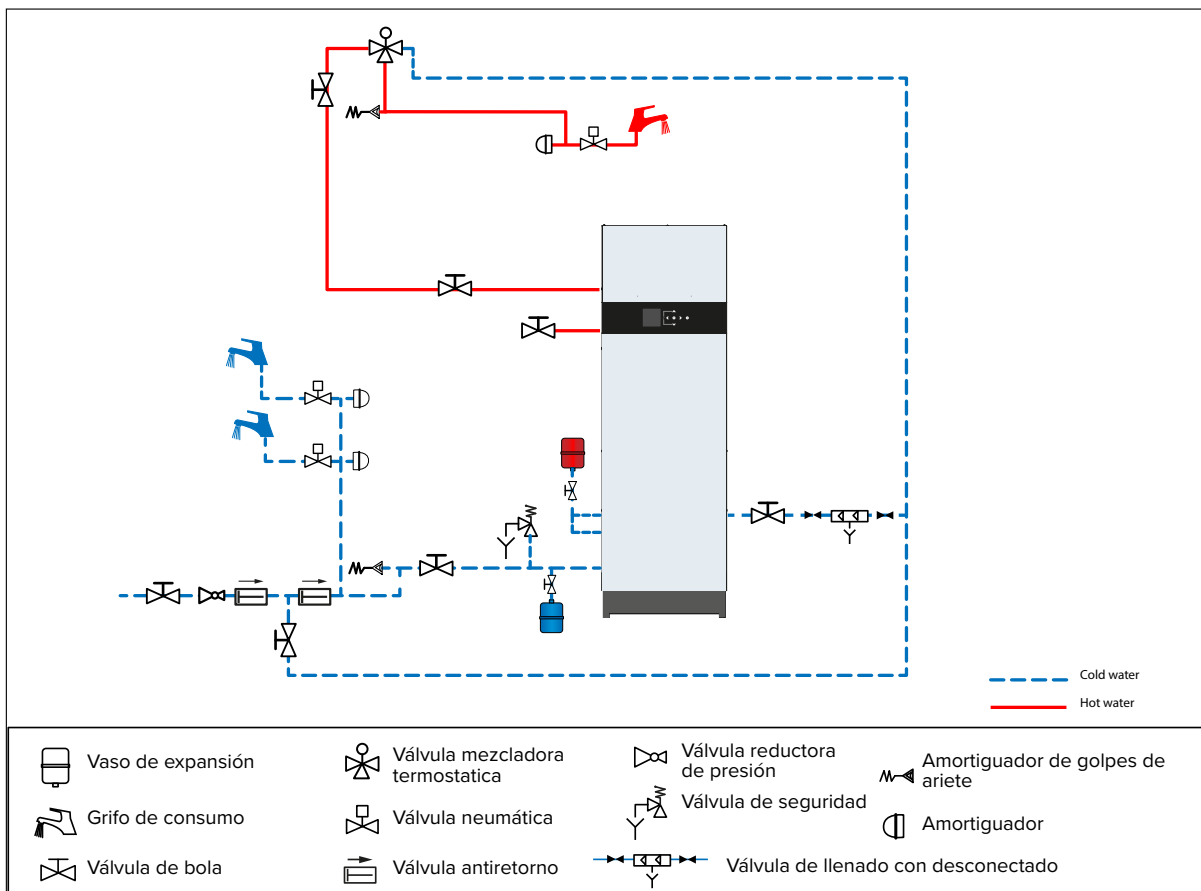 Cold water
Hot water
Vaso de expansión
Válvula mezcladora
termostatica
Válvula reductora
de presión
Amortiguador de golpes de
ariete
Grifo de consumo
Válvula neumática
Válvula de seguridad
Amortiguador
Válvula de bola
Válvula antiretorno
Válvula de llenado con desconectado